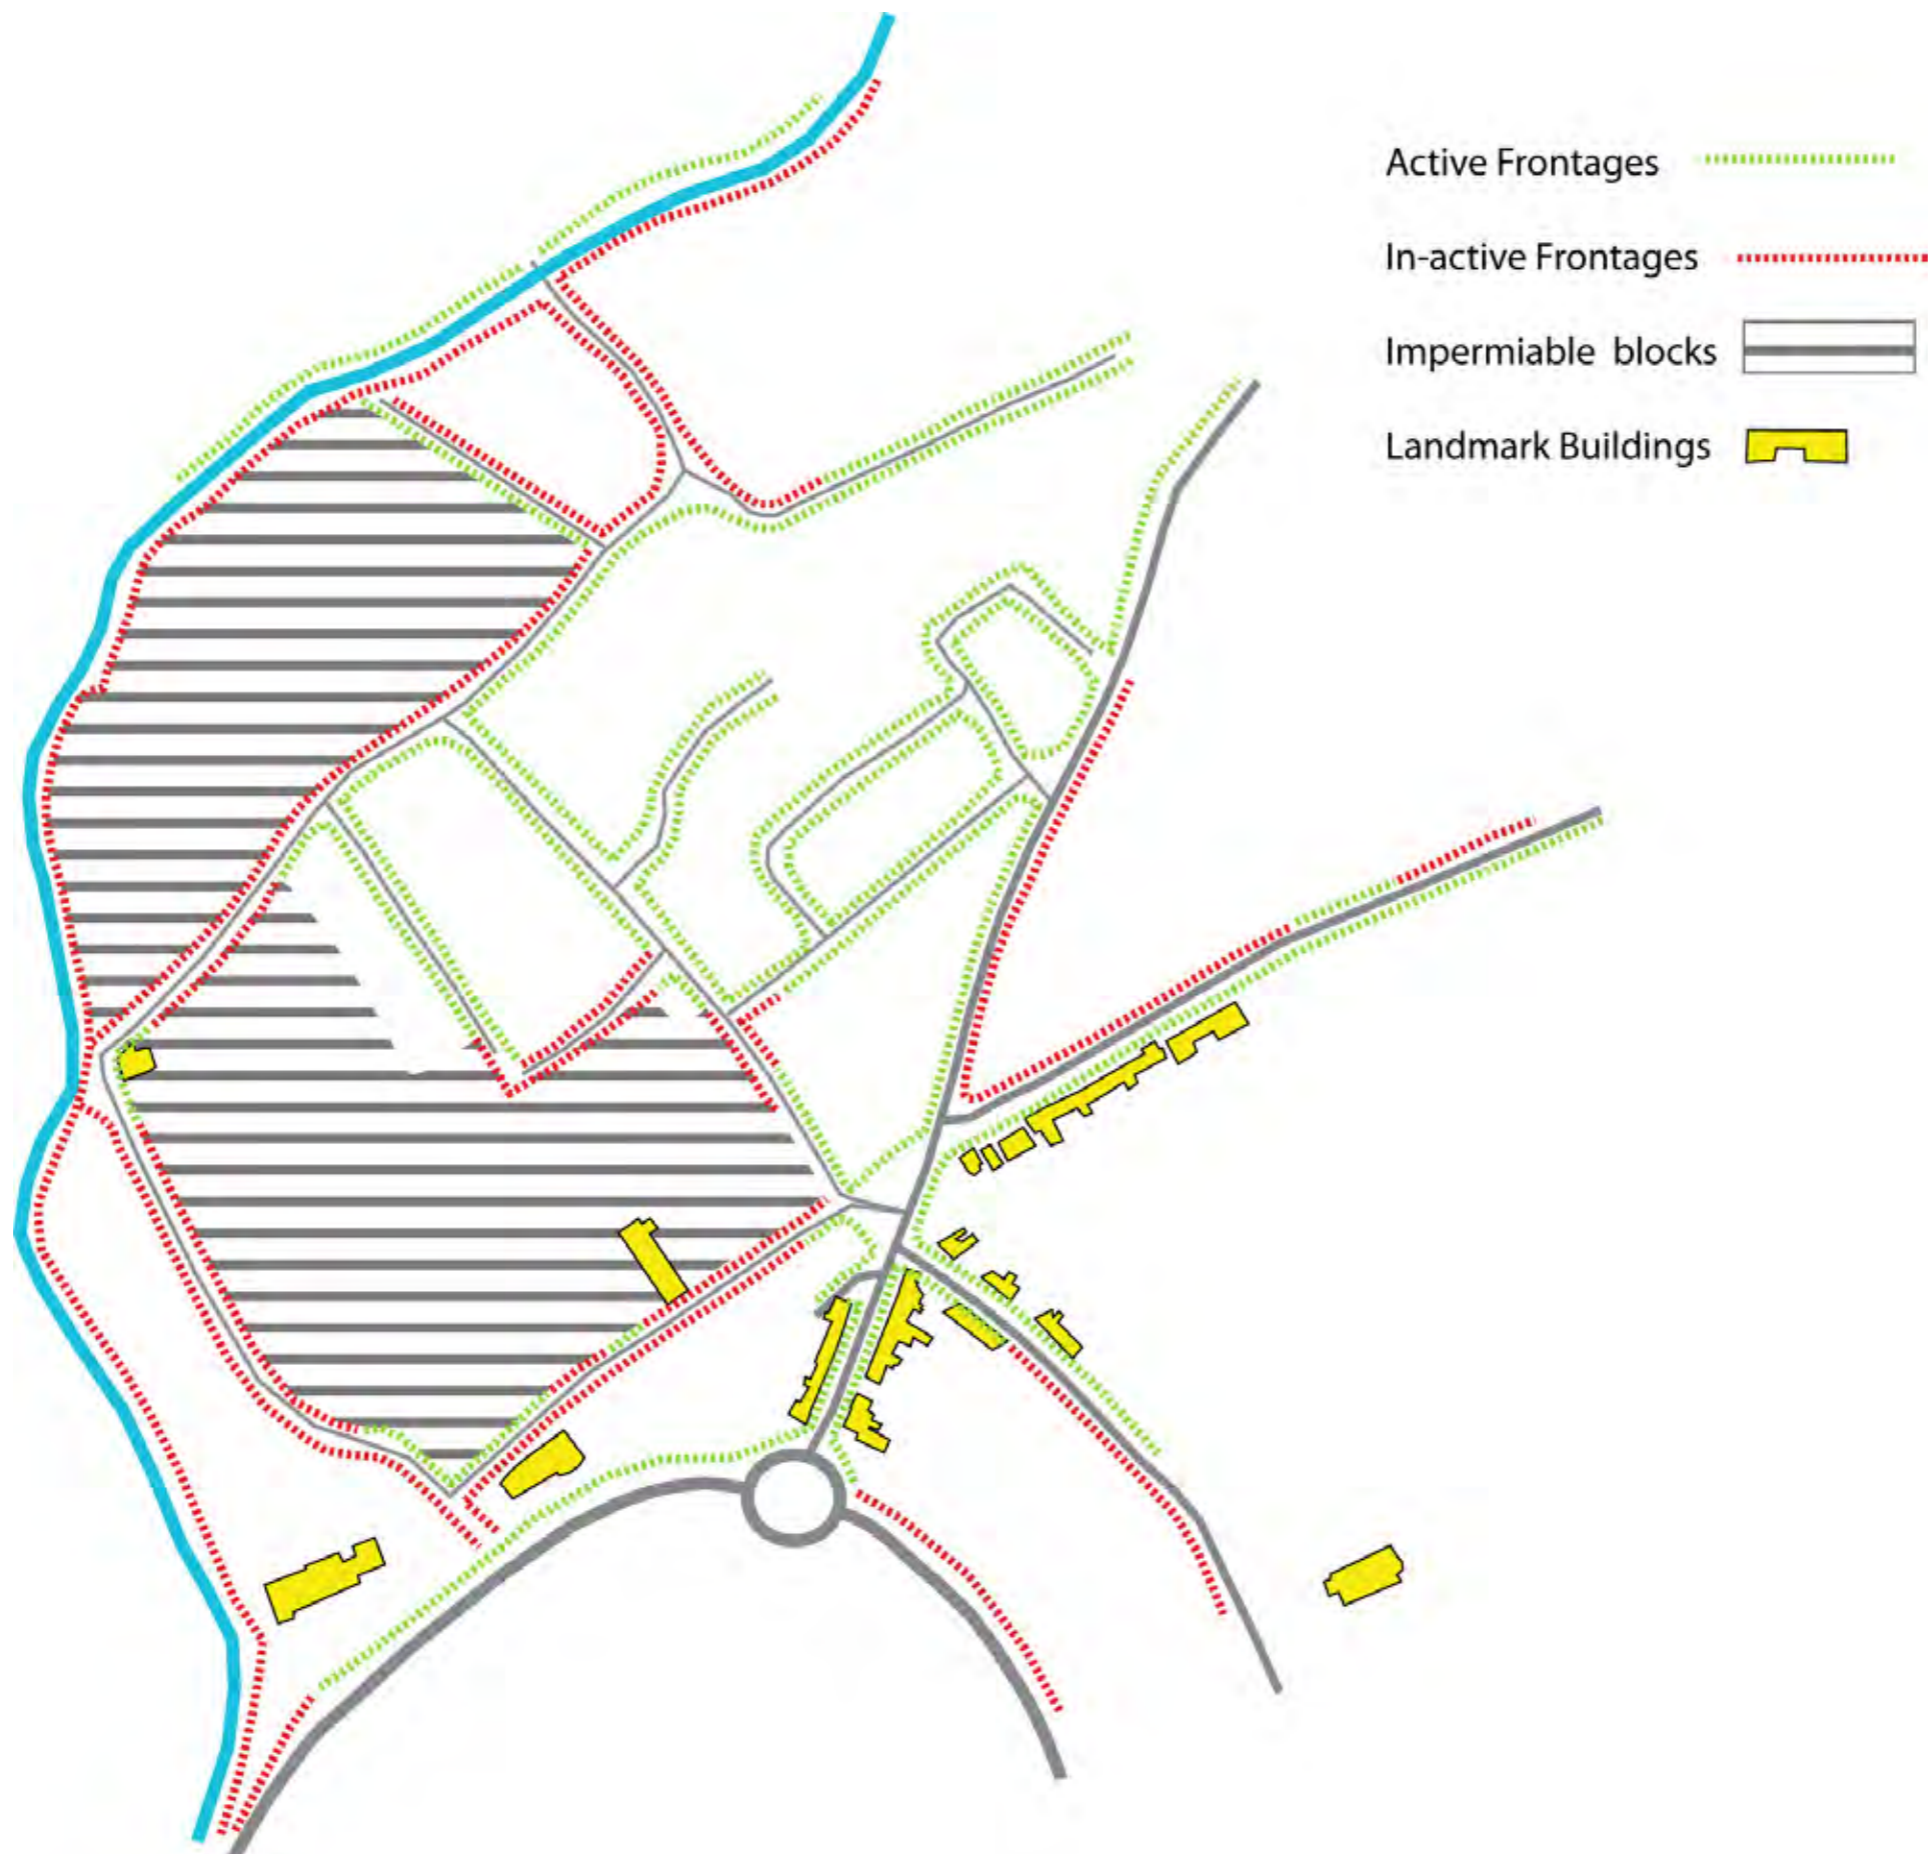 Active Frontages
In-active Frontages
Impermiable blocks
Landmark Buildings